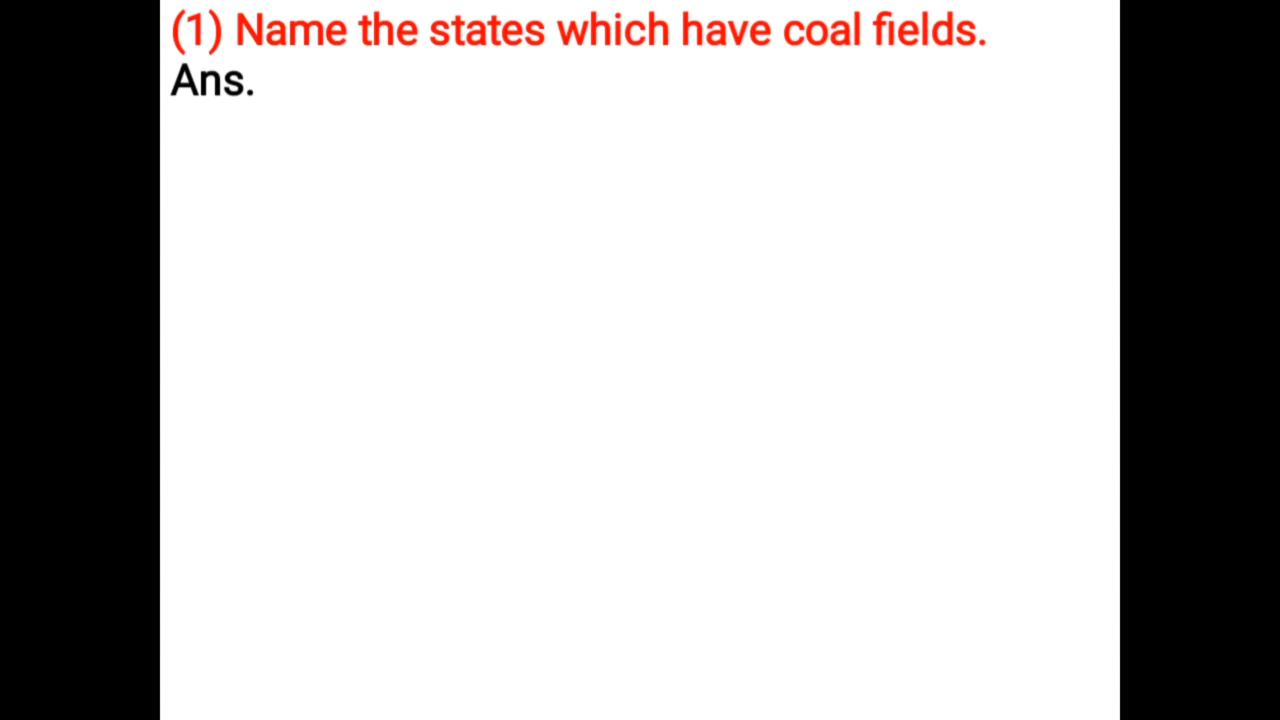 (1) Name the states which have coal fields.
Ans.